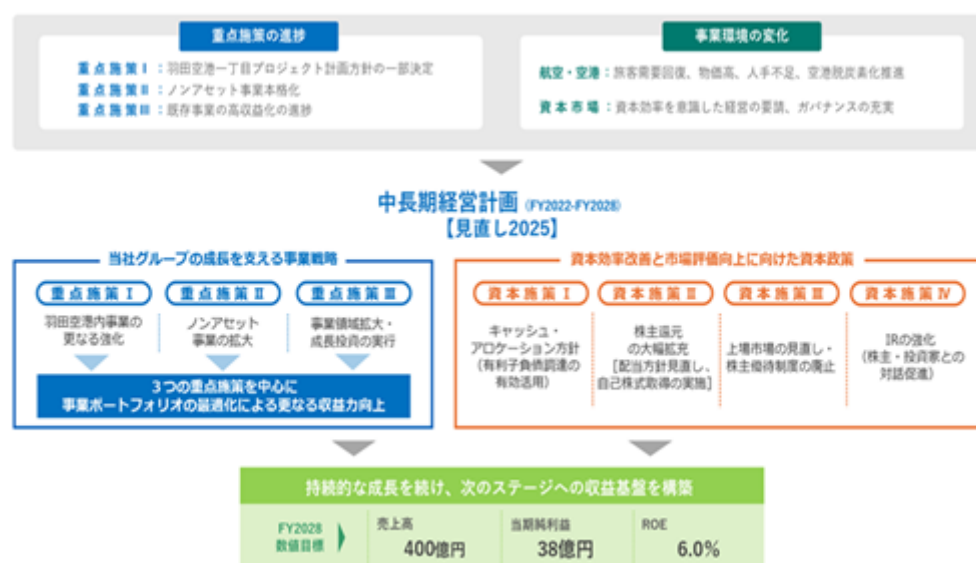 重点施策の進捗
重点施策Ⅰ：羽田空港一丁目プロジェクト計画方針の一部決定
重点施策Ⅱ：ノンアセット事業本格化
重点施策Ⅲ：既存事業の高収益化の進捗
事業環境の変化
航空・空港：旅客需要回復、物価高、人手不足、空港脱炭素化推進
資本市場：資本効率を意識した経営の要請、ガバナンスの充実
中長期経営計画（FY2022-FY2028）
【見直し2025】
当社グループの成長を支える事業戦略
重点施策Ⅰ
羽田空港内事業の
更なる強化
重点施策Ⅱ
ノンアセット
事業の拡大
重点施策Ⅲ
事業領域拡大・
成長投資の実行
3つの重点施策を中心に
事業ポートフォリオの最適化による更なる収益力向上
資本効率改善と市場評価向上に向けた資本政策
資本施策Ⅰ
キャッシュ・
アロケーション方針
（有利子負債調達の
有効活用）
資本施策Ⅱ
株主還元
の大幅拡充
［配当方針見直し、
自己株式取得の実施］
資本施策Ⅲ
上場市場の見直し・
株主優待制度の廃止
資本施策Ⅳ
IRの強化
（株主・投資家との
対話促進）
持続的な成長を続け、次のステージへの収益基盤を構築
FY2028
数値目標
売上高
400億円
当期純利益
38億円
ROE
6.0%